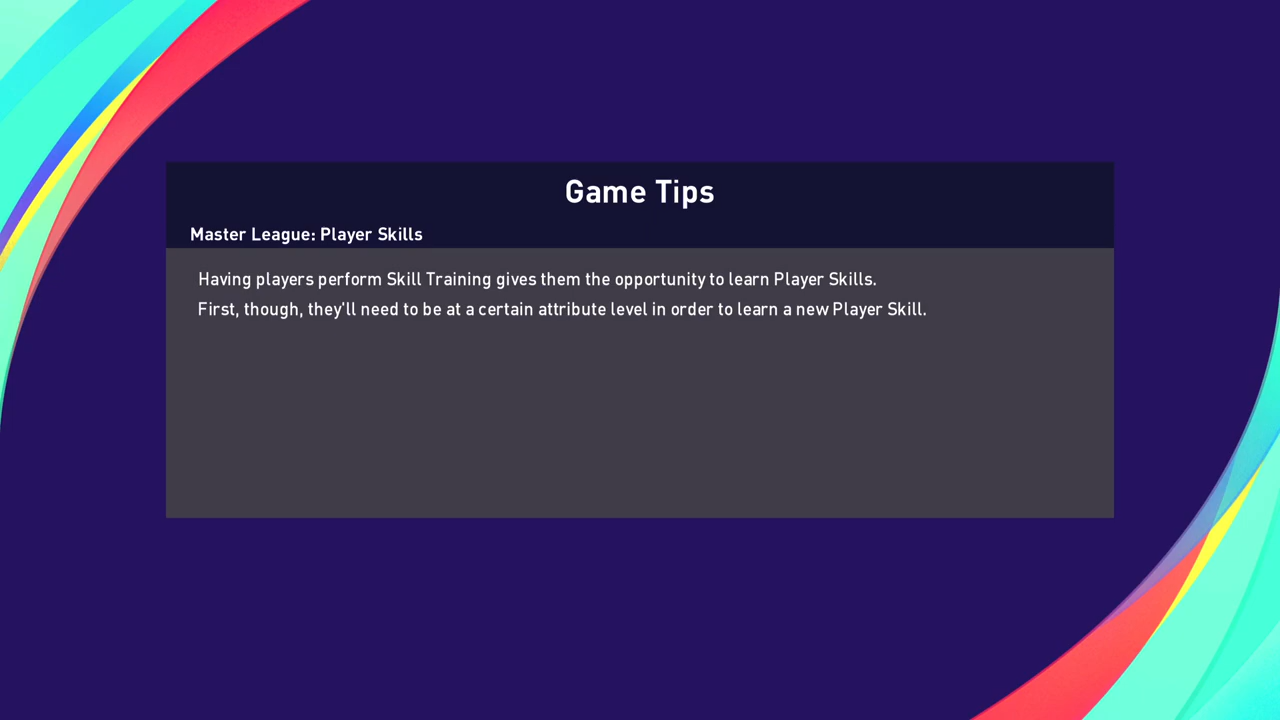 Game Tips
Master League: Player Skills
Having players perform Skill Training gives them the opportunity to learn Player Skills.
First, though, they'll need to be at a certain attribute level in order to learn a new Player Skill.